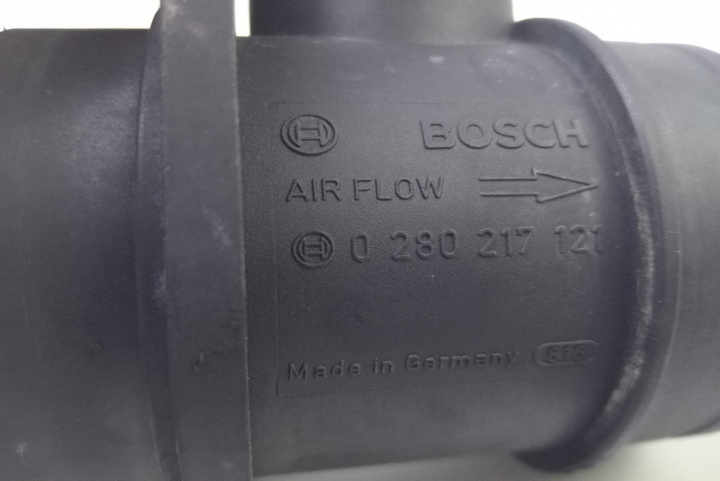 BOSCH
AIR FLOW
0 280 217 121
Made in Germany